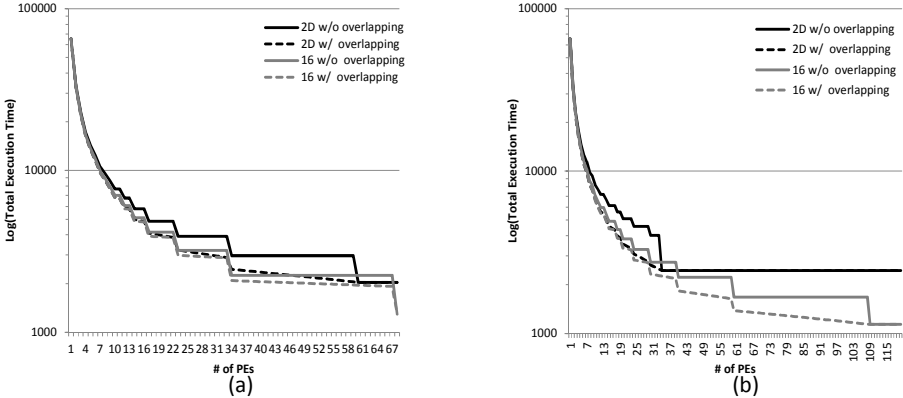 100000
10000
1000
Log(Total Execution Time)
2D w/o overlapping
2D w/ overlapping
16 w/o overlapping
16 w/ overlapping
1 4 7 10 13 16 19 22 25 28 31 34 37 40 43 46 49 52 55 58 61 64 67
# of PEs
(a)
100000
10000
1000
Log(Total Execution Time)
2D w/o overlapping
2D w/ overlapping
16 w/o overlapping
16 w/ overlapping
1 7 13 19 25 31 37 43 49 55 61 67 73 79 85 91 97 103 109 115
# of PEs
(b)